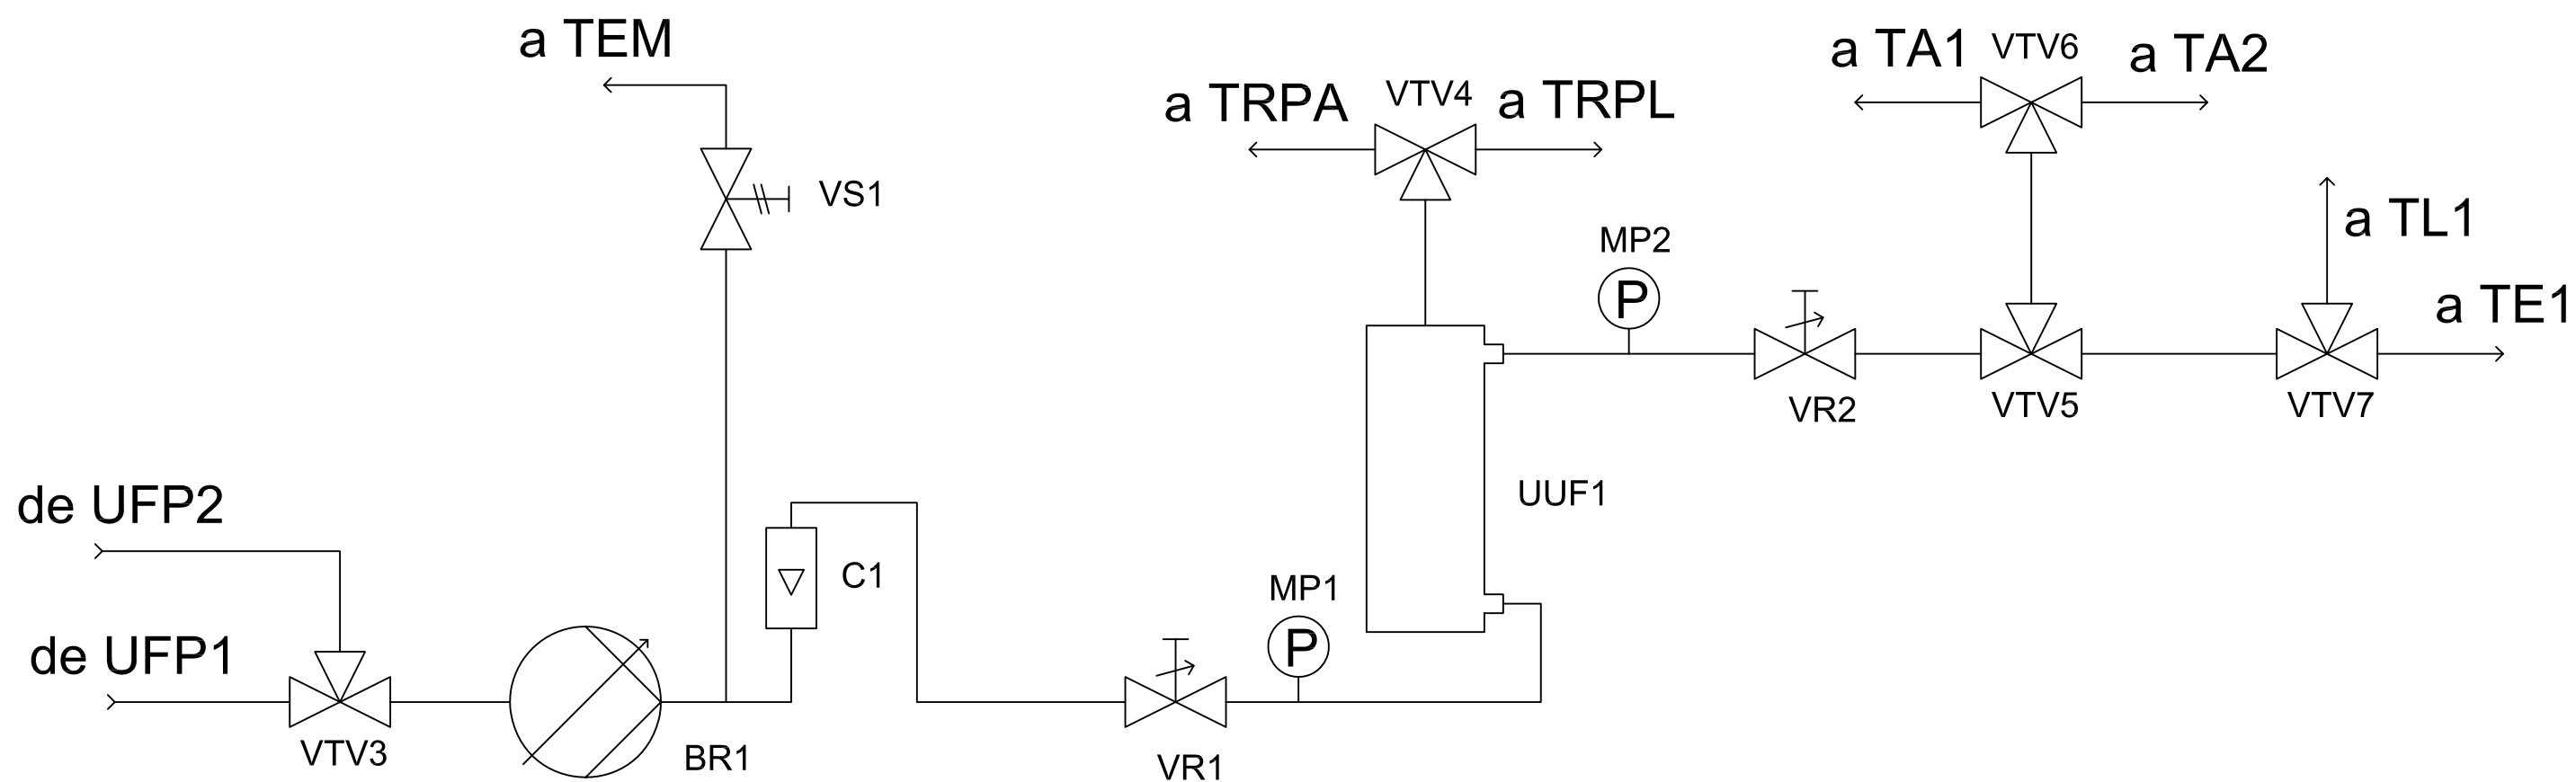 a TEM
a TA1
VTV6
a TA2
a TRPA
VTV4
a TRPL
VS1
a TL1
MP2
P
a TE1
VR2
VTV5
VTV7
de UFP2
UUF1
C1
MP1
P
de UFP1
VTV3
BR1
VR1